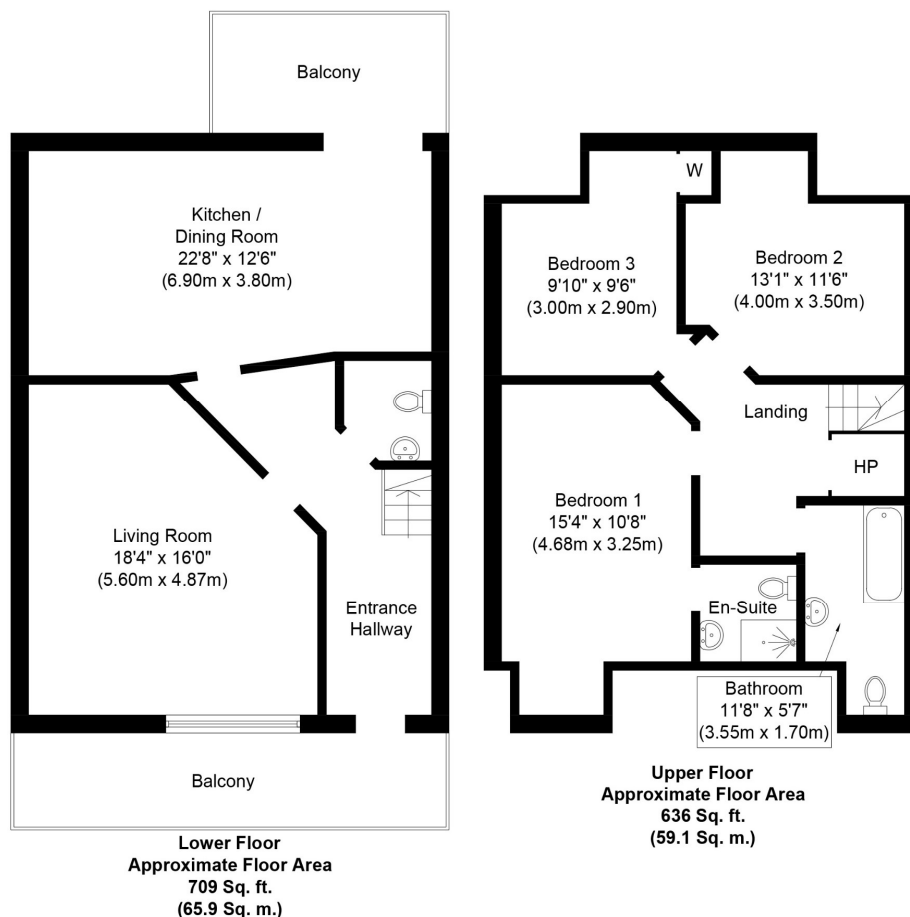 Balcony
Kitchen /
Dining Room
22'8" x 12'6"
(6.90m x 3.80m)
Living Room
18'4" x 16'0"
(5.60m x 4.87m)
Entrance
Hallway
Balcony
Lower Floor
Approximate Floor Area
709 Sq. ft.
(65.9 Sq. m.)
W
Bedroom 3
9'10" x 9'6"
(3.00m x 2.90m)
Bedroom 2
13'1" x 11'6"
(4.00m x 3.50m)
Landing
HP
Bedroom 1
15'4" x 10'8"
(4.68m x 3.25m)
En-Suite
Bathroom
11'8" x 5'7"
(3.55m x 1.70m)
Upper Floor
Approximate Floor Area
636 Sq. ft.
(59.1 Sq. m.)